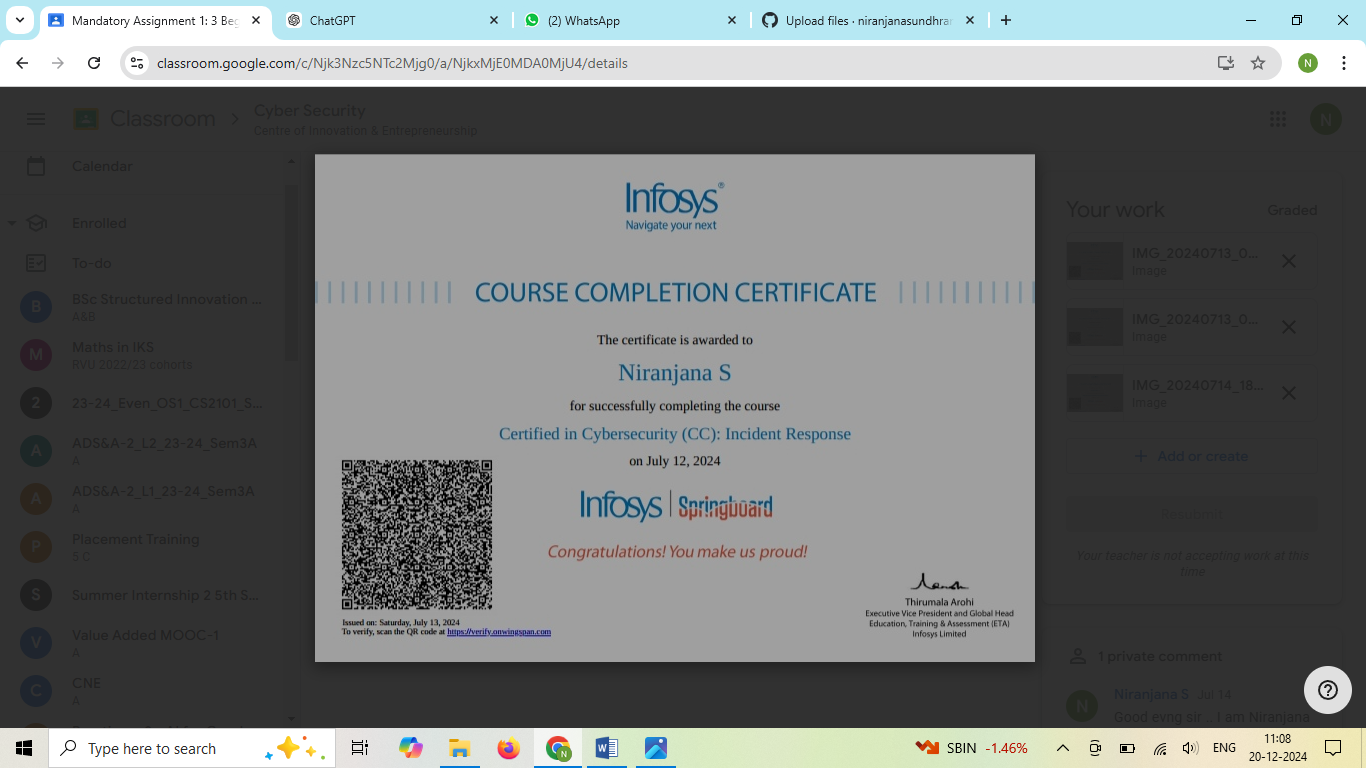 Mandatory Assignment 1: 3 Beg
ChatGPT
(2) WhatsApp
Upload files · niranjanasundhran
classroom.google.com/c/Njk3Nzc5NTc2Mjg0/a/NjkxMjE0MDA0MjU4/details
N
Classroom
Cyber Security
Centre of Innovation & Entrepreneurship
N
Calendar
Enrolled
To-do
B
BSc Structured Innovation ...
A&B
M
Maths in IKS
RVU 2022/23 cohorts
2
23-24_Even_OS1_CS2101_S...
A
ADS&A-2_L2_23-24_Sem3A
A
A
ADS&A-2_L1_23-24_Sem3A
A
P
Placement Training
5 C
S
Summer Internship 2 5th S...
V
Value Added MOOC-1
A
C
CNE
A
Infosys®
Navigate your next
COURSE COMPLETION CERTIFICATE
The certificate is awarded to
Niranjana S
for successfully completing the course
Certified in Cybersecurity (CC): Incident Response
on July 12, 2024
Infosys | Springboard
Congratulations! You make us proud!
Issued on: Saturday, July 13, 2024
To verify, scan the QR code at https://verify.onwingspan.com
Thirumala Arohi
Executive Vice President and Global Head
Education, Training & Assessment (ETA)
Infosys Limited
Your work
Graded
IMG_20240713_0...
Image
IMG_20240713_0...
Image
IMG_20240714_18...
Image
+ Add or create
Resubmit
Your teacher is not accepting work at this
time
1 private comment
N
Niranjana S Jul 14
Good evng sir .. I am Niranjana
Type here to search
SBIN -1.46%
ENG
11:08
20-12-2024